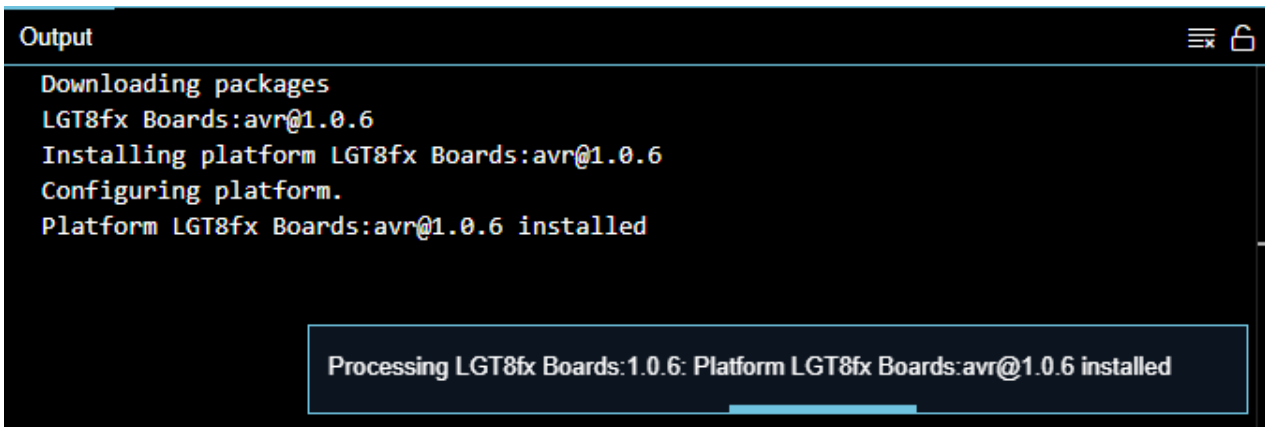 Output
Downloading packages
LGT8fx Boards:avr@1.0.6
Installing platform LGT8fx Boards:avr@1.0.6
Configuring platform.
Platform LGT8fx Boards:avr@1.0.6 installed
Processing LGT8fx Boards:1.0.6: Platform LGT8fx Boards:avr@1.0.6 installed